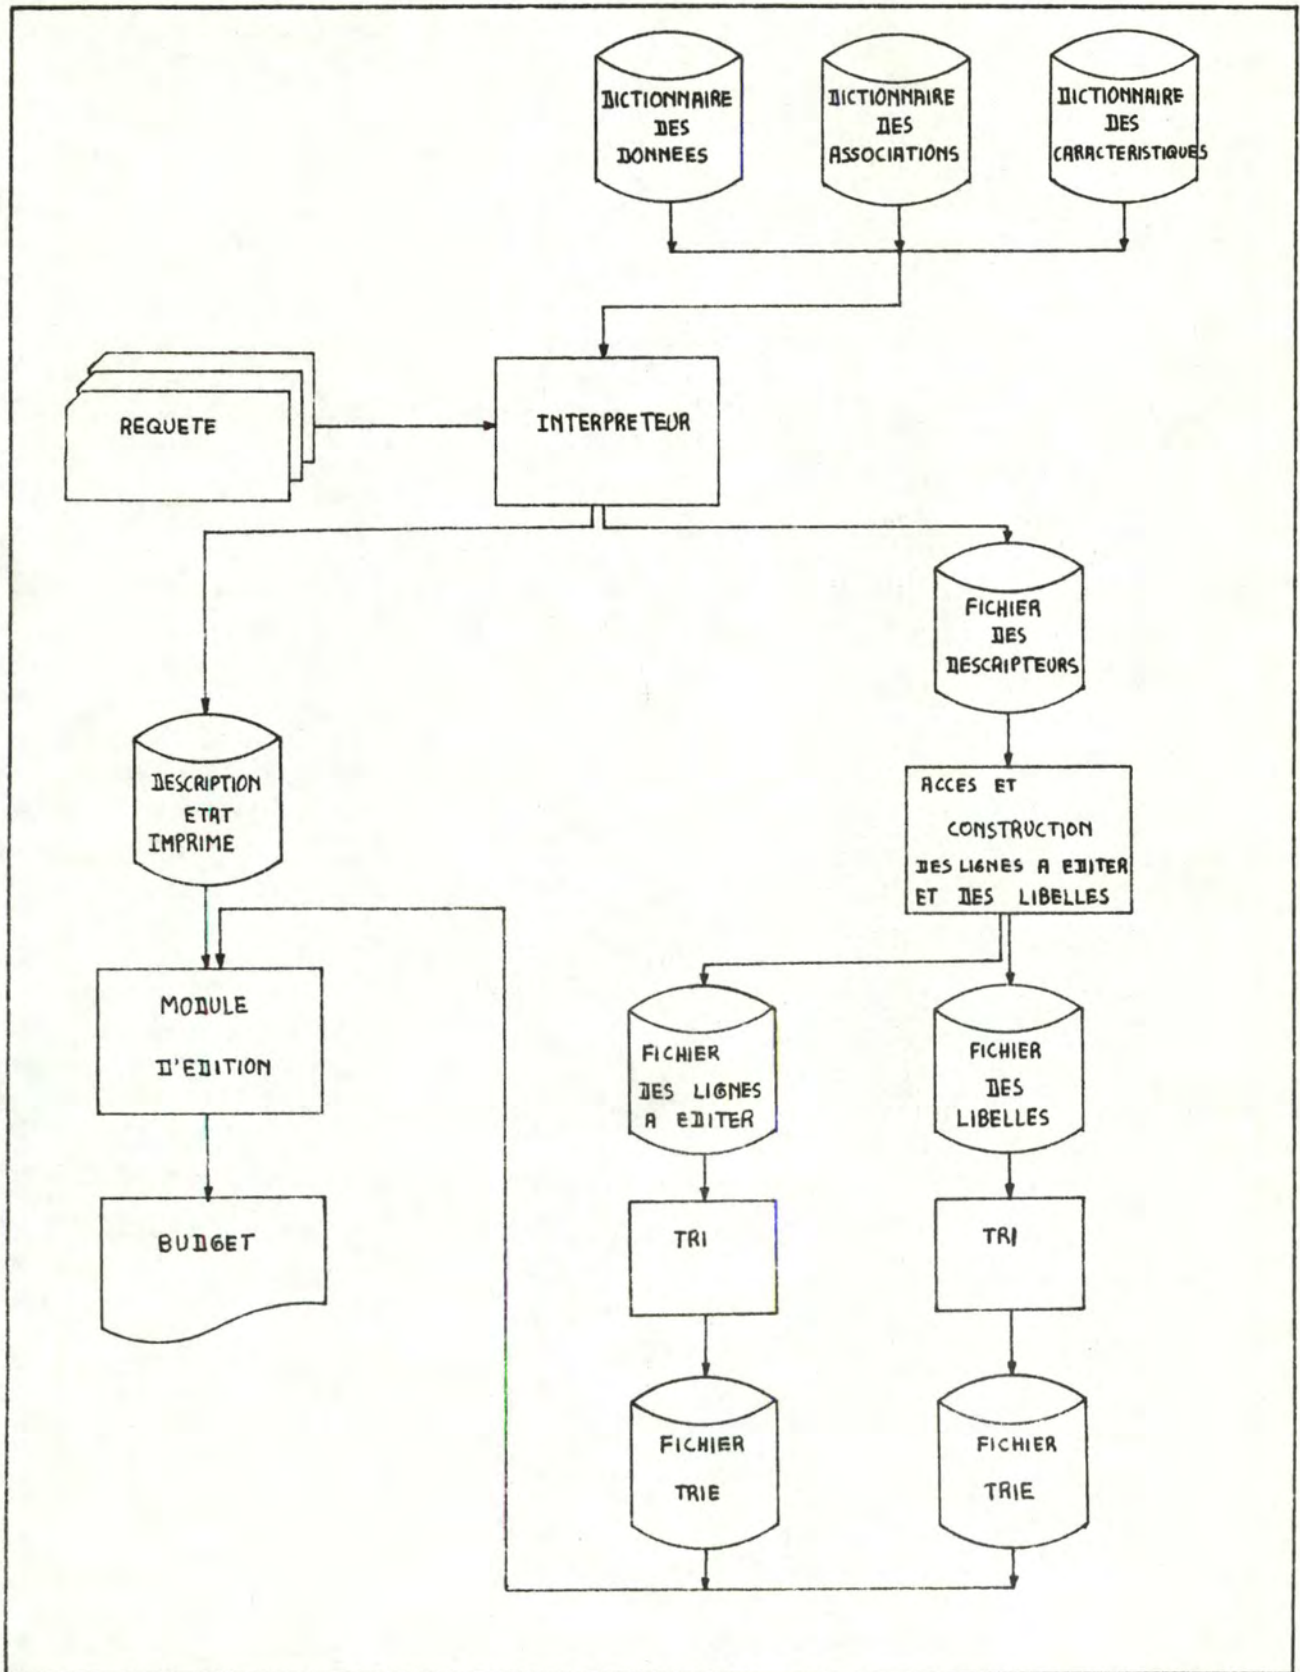 DICTIONNAIRE
DES
DONNEES
DICTIONNAIRE
DES
ASSOCIATIONS
DICTIONNAIRE
DES
CARACTERISTIQUES
REQUETE
INTERPRETEUR
FICHIER
DES
DESCRIPTEURS
DESCRIPTION
ETAT
IMPRIME
ACCES ET
CONSTRUCTION
DES LIGNES A EDITER
ET DES LIBELLES
MODULE
D'EDITION
FICHIER
DES LIGNES
A EDITER
FICHIER
DES
LIBELLES
BUDGET
TRI
TRI
FICHIER
TRIE
FICHIER
TRIE